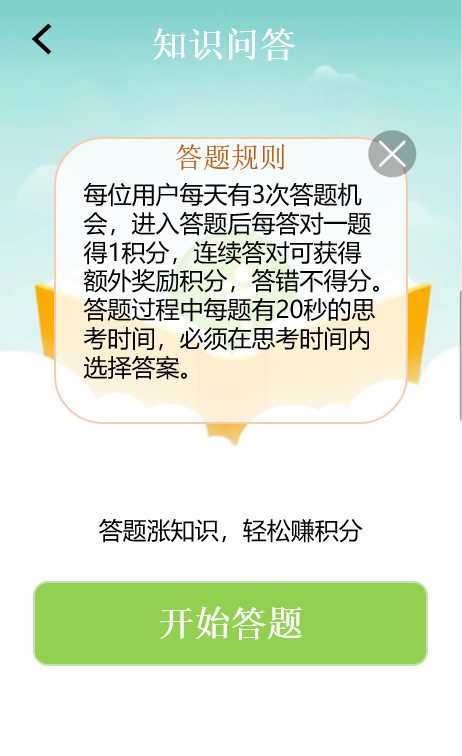 知识问答
答题规则
每位用户每天有3次答题机
会，进入答题后每答对一题
得1积分，连续答对可获得
额外奖励积分，答错不得分。
答题过程中每题有20秒的思
考时间，必须在思考时间内
选择答案。
答题涨知识，轻松赚积分
开始答题